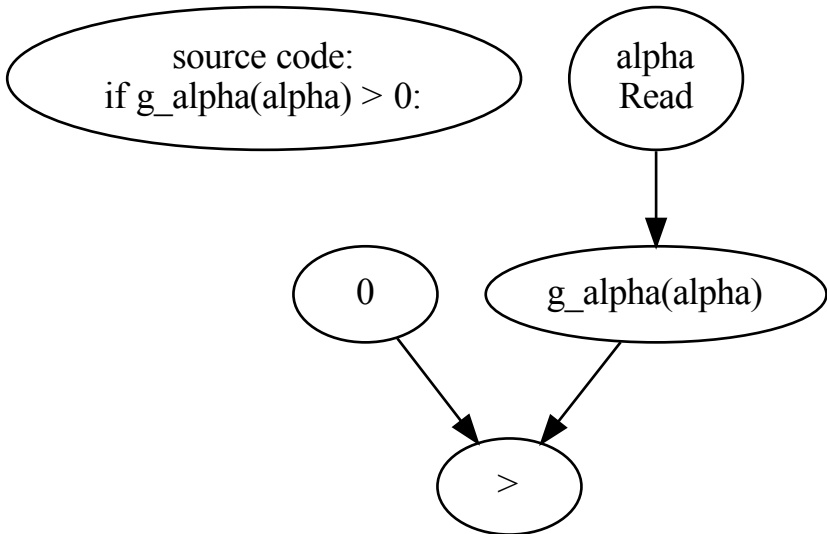 source code:
if g_alpha(alpha) > 0:
alpha
Read
0
g_alpha(alpha)
>